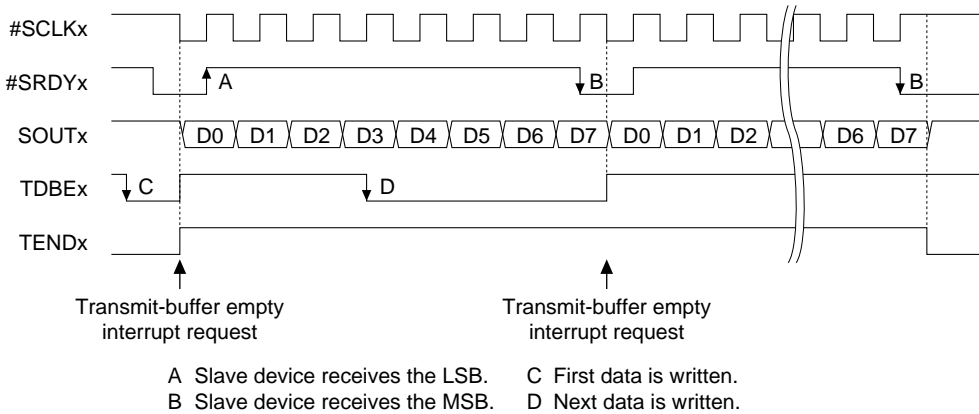 #SCLKx
#SRDYx A B B
SOUTx D0 D1 D2 D3 D4 D5 D6 D7 D0 D1 D2 D6 D7
TDBEx C D
TENDx
Transmit-buffer empty
interrupt request
Transmit-buffer empty
interrupt request
A Slave device receives the LSB. C First data is written.
B Slave device receives the MSB. D Next data is written.